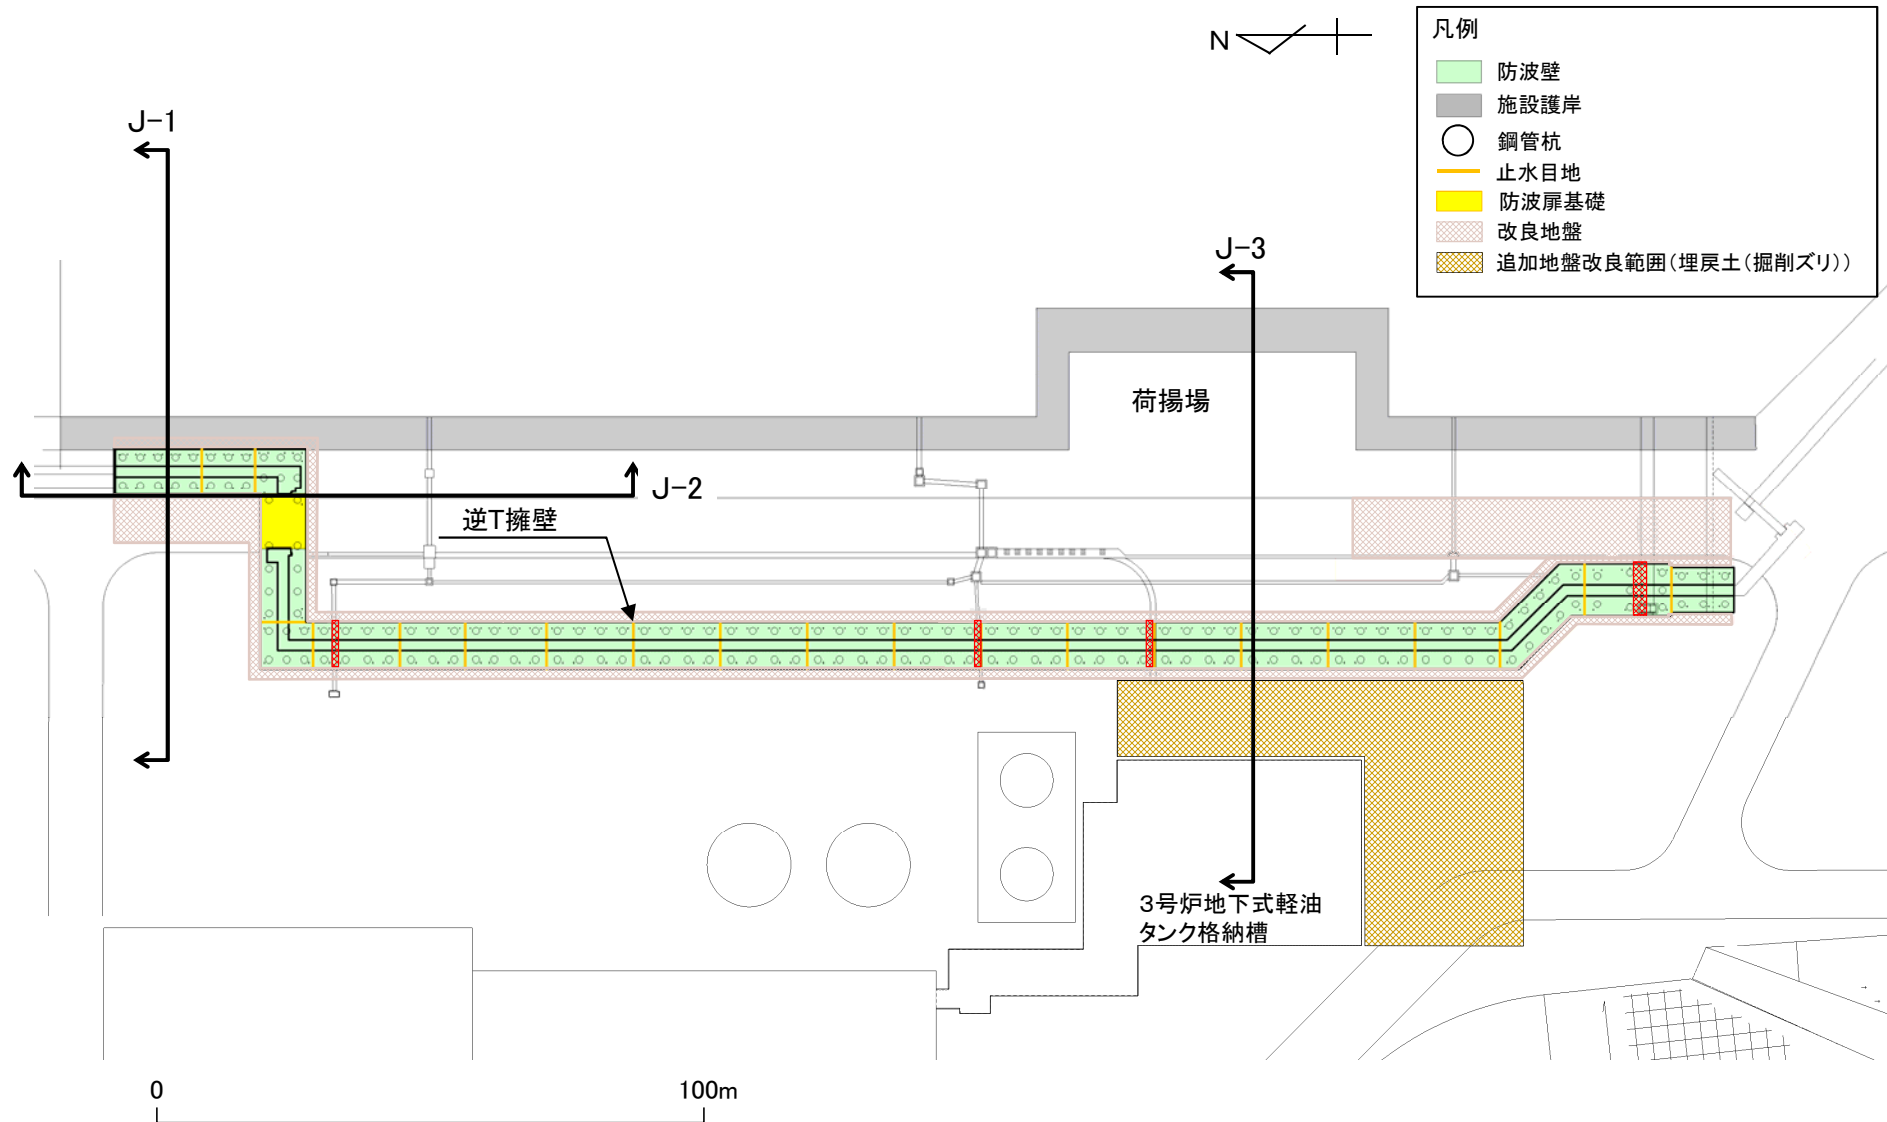 N
凡例
防波壁
施設護岸
鋼管杭
止水目地
防波扉基礎
改良地盤
追加地盤改良範囲(埋戻土(掘削ズリ))
J-1
J-3
荷揚場
J-2
逆T擁壁
3号炉地下式軽油
タンク格納槽
0
100m